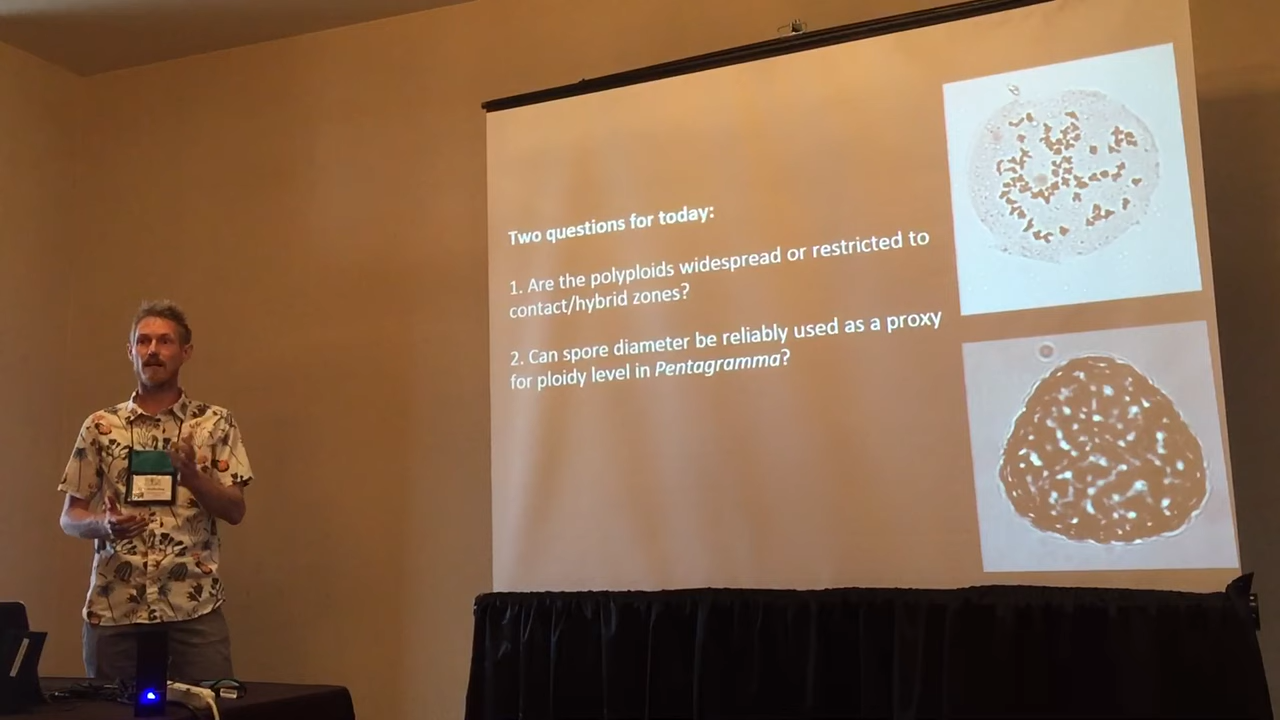 Two questions for today:
1. Are the polyploids widespread or restricted to
contact/hybrid zones?
2. Can spore diameter be reliably used as a proxy
for ploidy level in Pentagramma?